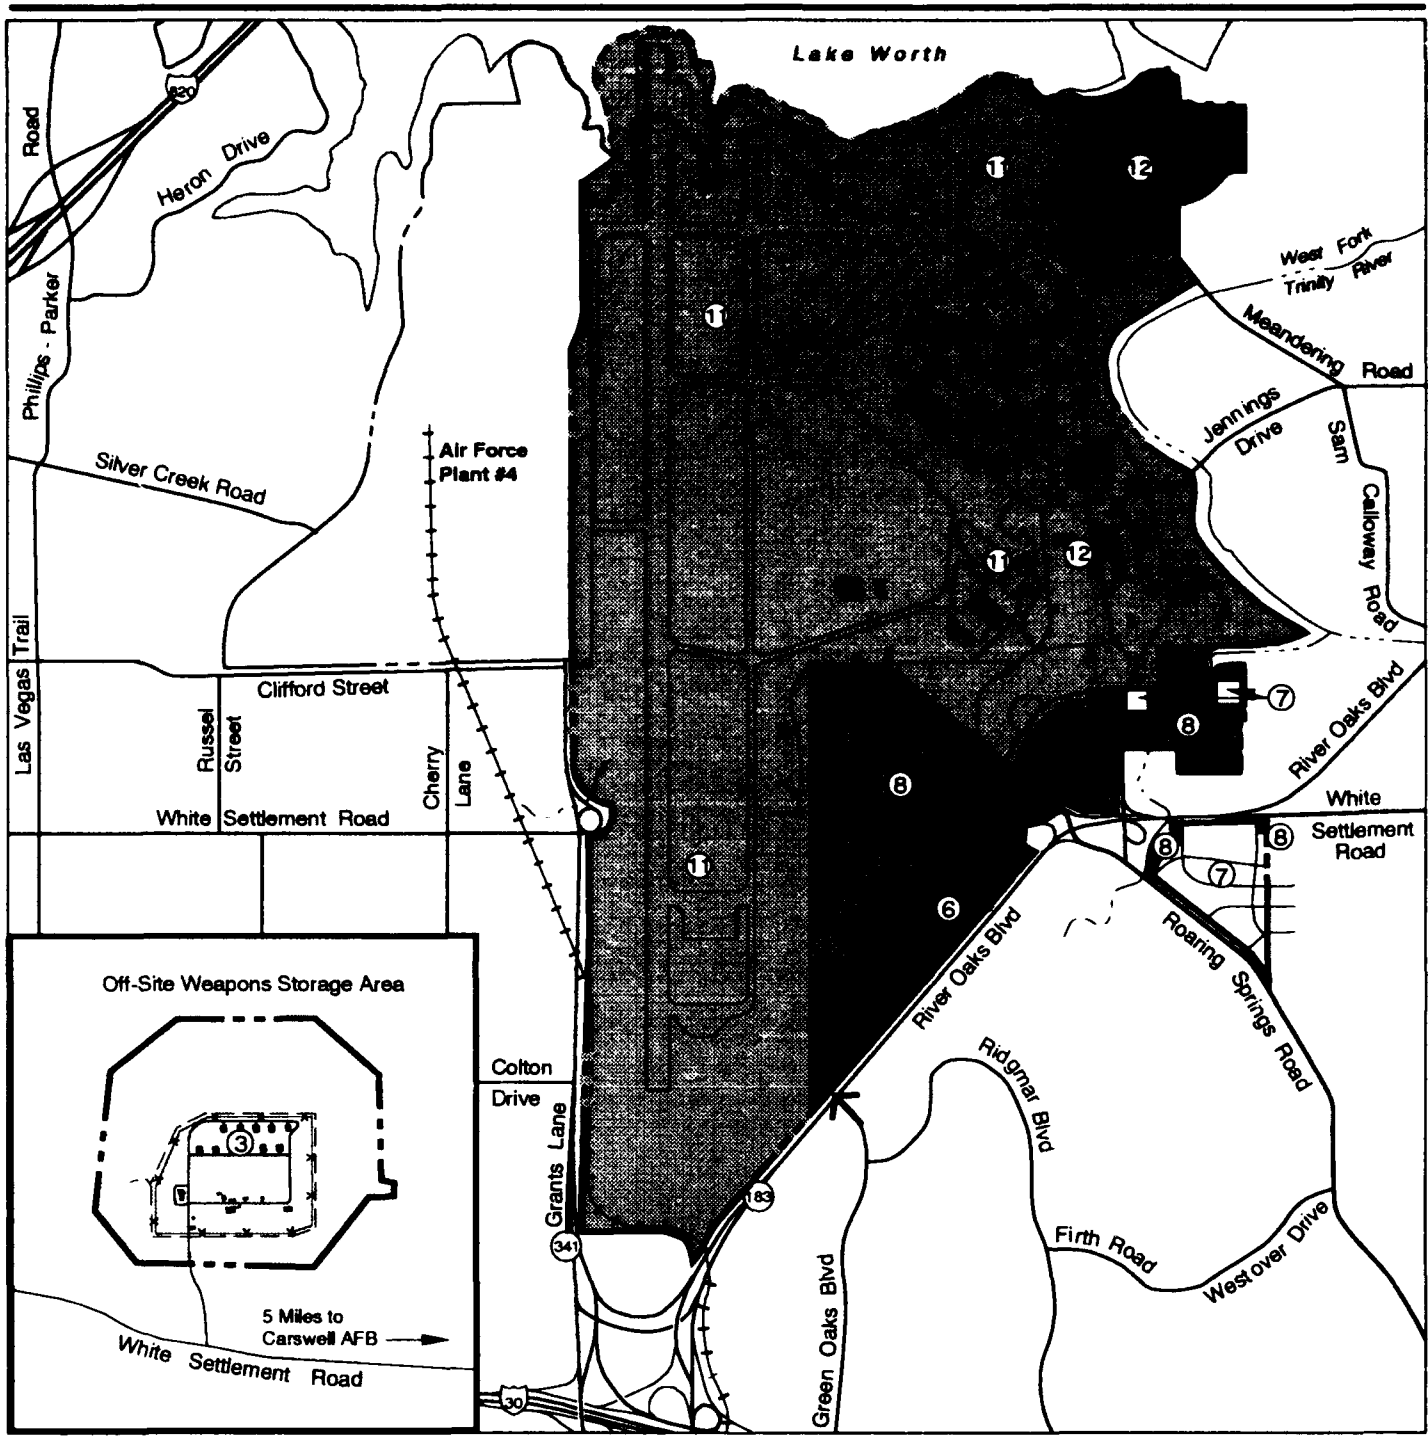 Lake Worth
820
Road
Heron Drive
11
12
West Fork
Trinity River
Phillips - Parker
11
Meandering
Road
Jennings
Drive
Sam
Calloway Road
Air Force
Plant #4
Silver Creek Road
11
12
Las Vegas Trail
Clifford Street
Russel
Street
Cherry
Lane
7
8
River Oaks Blvd
8
White Settlement Road
White
Settlement
Road
11
8
8
7
6
River Oaks Blvd
Roaring Springs Road
Off-Site Weapons Storage Area
3
5 Miles to
Carswell AFB
White Settlement Road
Colton
Drive
Grants Lane
Ridgmar Blvd
183
341
Firth Road
Westover Drive
Green Oaks Blvd
30